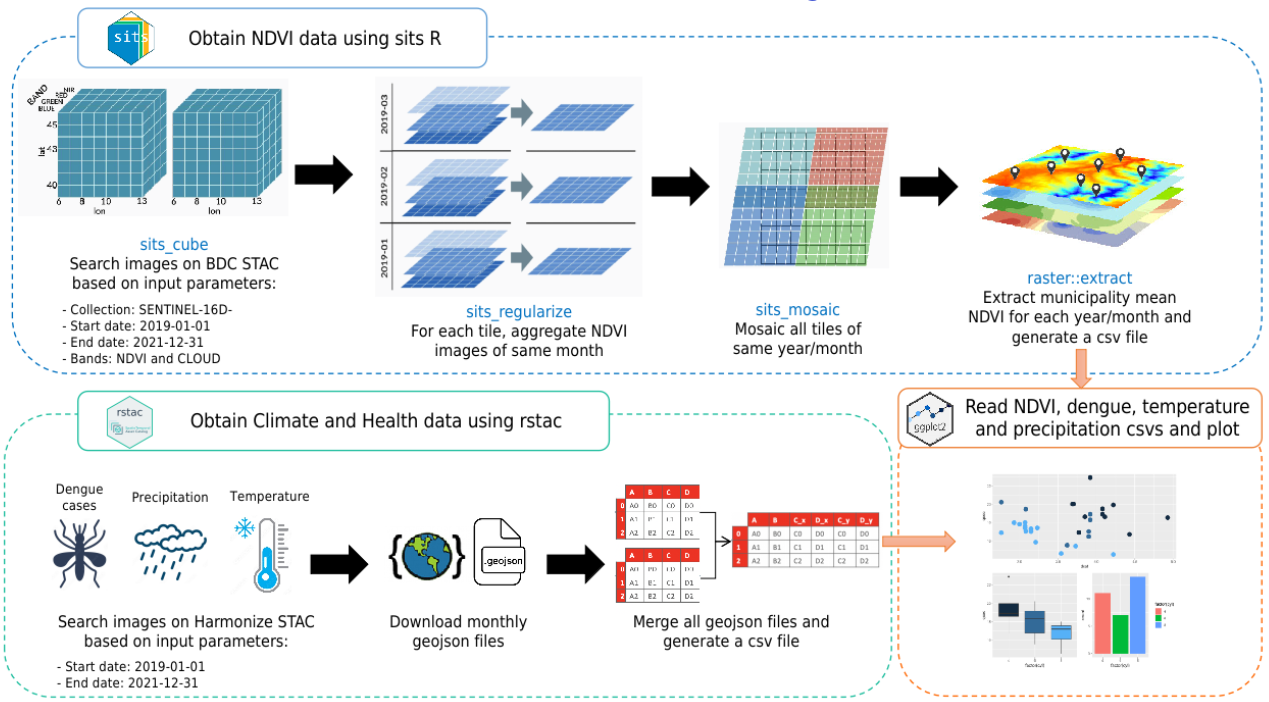 sits
Obtain NDVI data using sits R
BAND
NIR
RED
GREEN
BLUE
45
43
40
lat
6 8 10 13
lon
6 8 10 13
lon
sits_cube
Search images on BDC STAC
based on input parameters:
- Collection: SENTINEL-16D-
- Start date: 2019-01-01
- End date: 2021-12-31
- Bands: NDVI and CLOUD
2019-03
2019-02
2019-01
sits_regularize
For each tile, aggregate NDVI
images of same month
sits_mosaic
Mosaic all tiles of
same year/month
raster::extract
Extract municipality mean
NDVI for each year/month and
generate a csv file
rstac
Obtain Climate and Health data using rstac
Dengue
cases
Precipitation
Temperature
Search images on Harmonize STAC
based on input parameters:
- Start date: 2019-01-01
- End date: 2021-12-31
.geojson
Download monthly
geojson files
A B C D
0 A0 B0 C0 D0
1 A1 B1 C1 D1
2 A2 B2 C2 D2
A B C D
0 A0 B0 C0 D0
1 A1 B1 C1 D1
2 A2 B2 C2 D2
A B C_x D_x C_y D_y
0 A0 B0 C0 D0 C0 D0
1 A1 B1 C1 D1 C1 D1
2 A2 B2 C2 D2 C2 D2
Merge all geojson files and
generate a csv file
ggplot2
Read NDVI, dengue, temperature
and precipitation csvs and plot
factor(cyl)
factor(cyl)
factor(cyl)